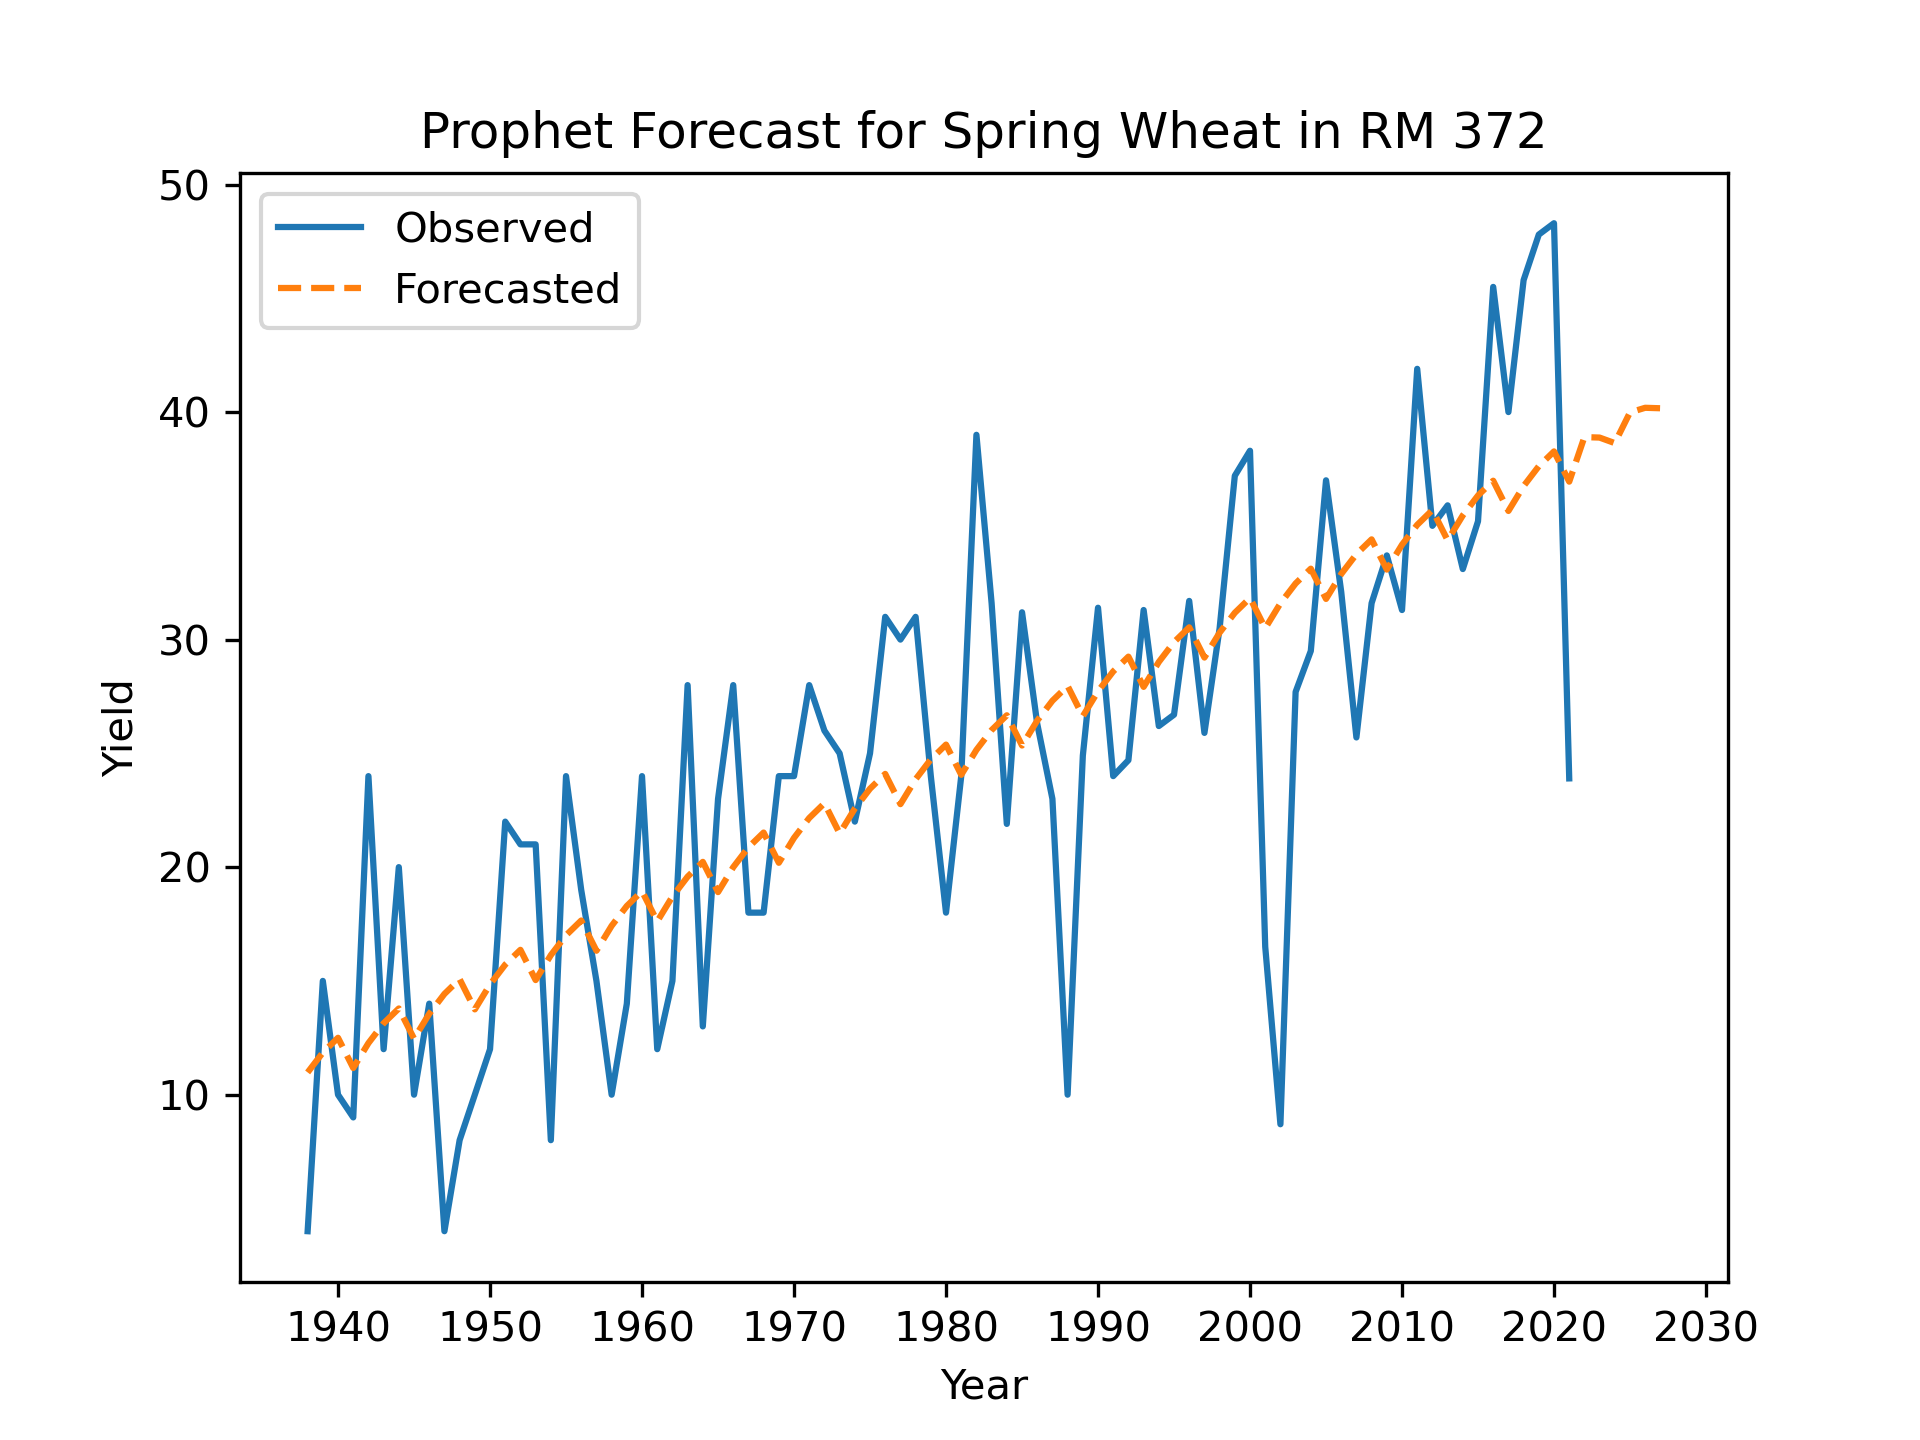 Prophet Forecast for Spring Wheat in RM 372
Observed
Forecasted
50
40
30
20
10
Yield
1940 1950 1960 1970 1980 1990 2000 2010 2020 2030
Year